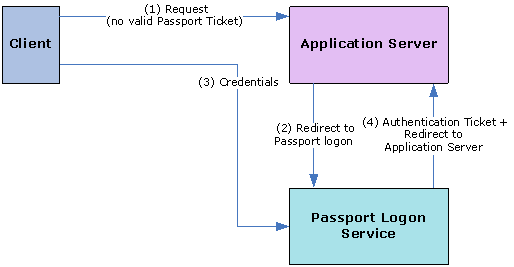 Client
(1) Request
(no valid Passport Ticket)
Application Server
(3) Credentials
(2) Redirect to
Passport logon
(4) Authentication Ticket +
Redirect to
Application Server
Passport Logon
Service